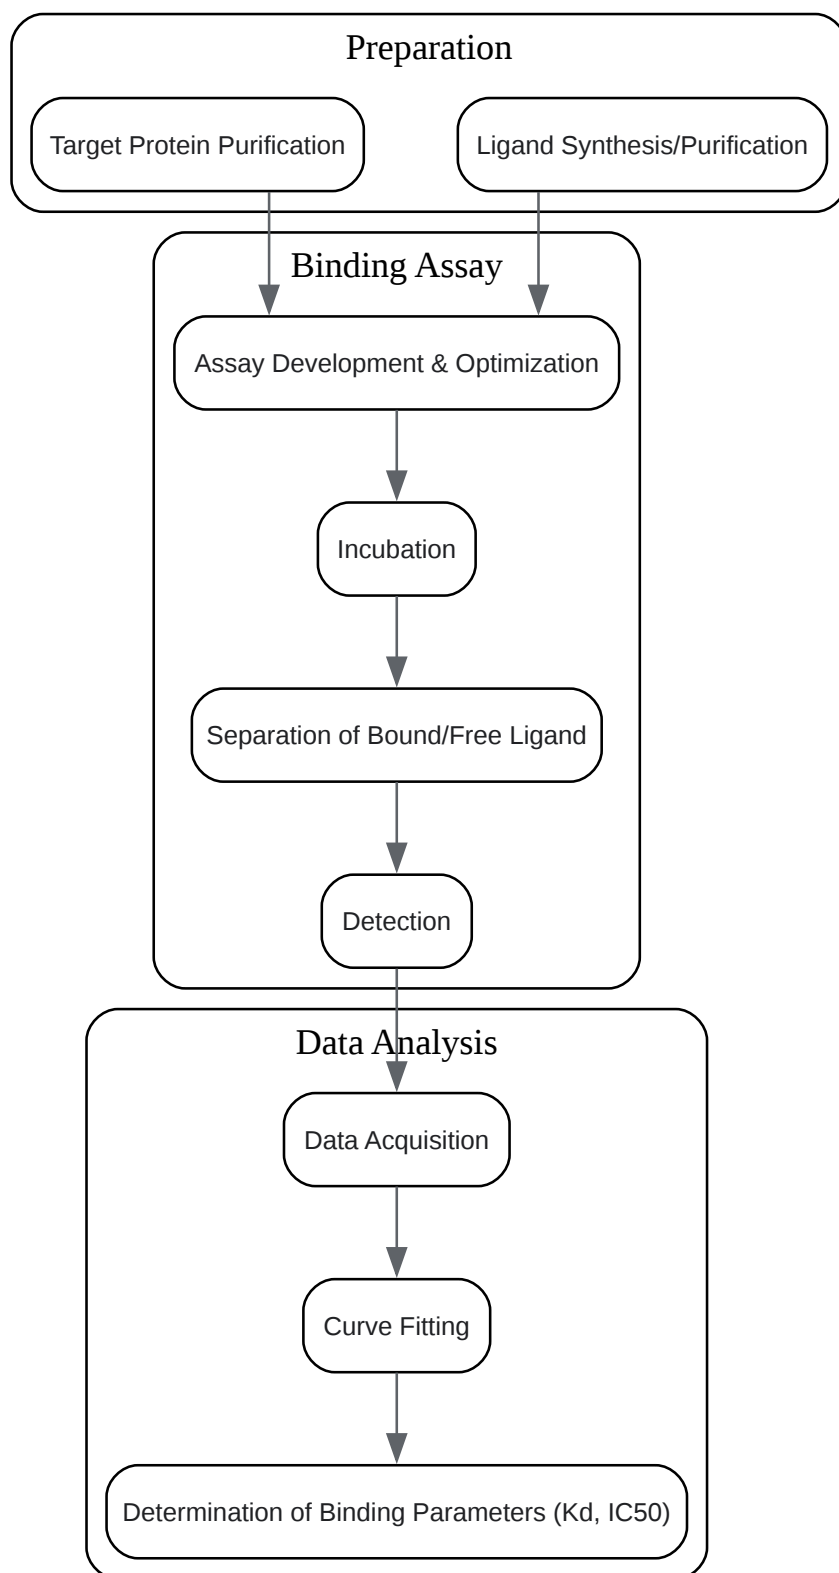 Preparation
Target Protein Purification
Ligand Synthesis/Purification
Binding Assay
Assay Development & Optimization
Incubation
Separation of Bound/Free Ligand
Detection
Data Analysis
Data Acquisition
Curve Fitting
Determination of Binding Parameters (Kd, IC50)